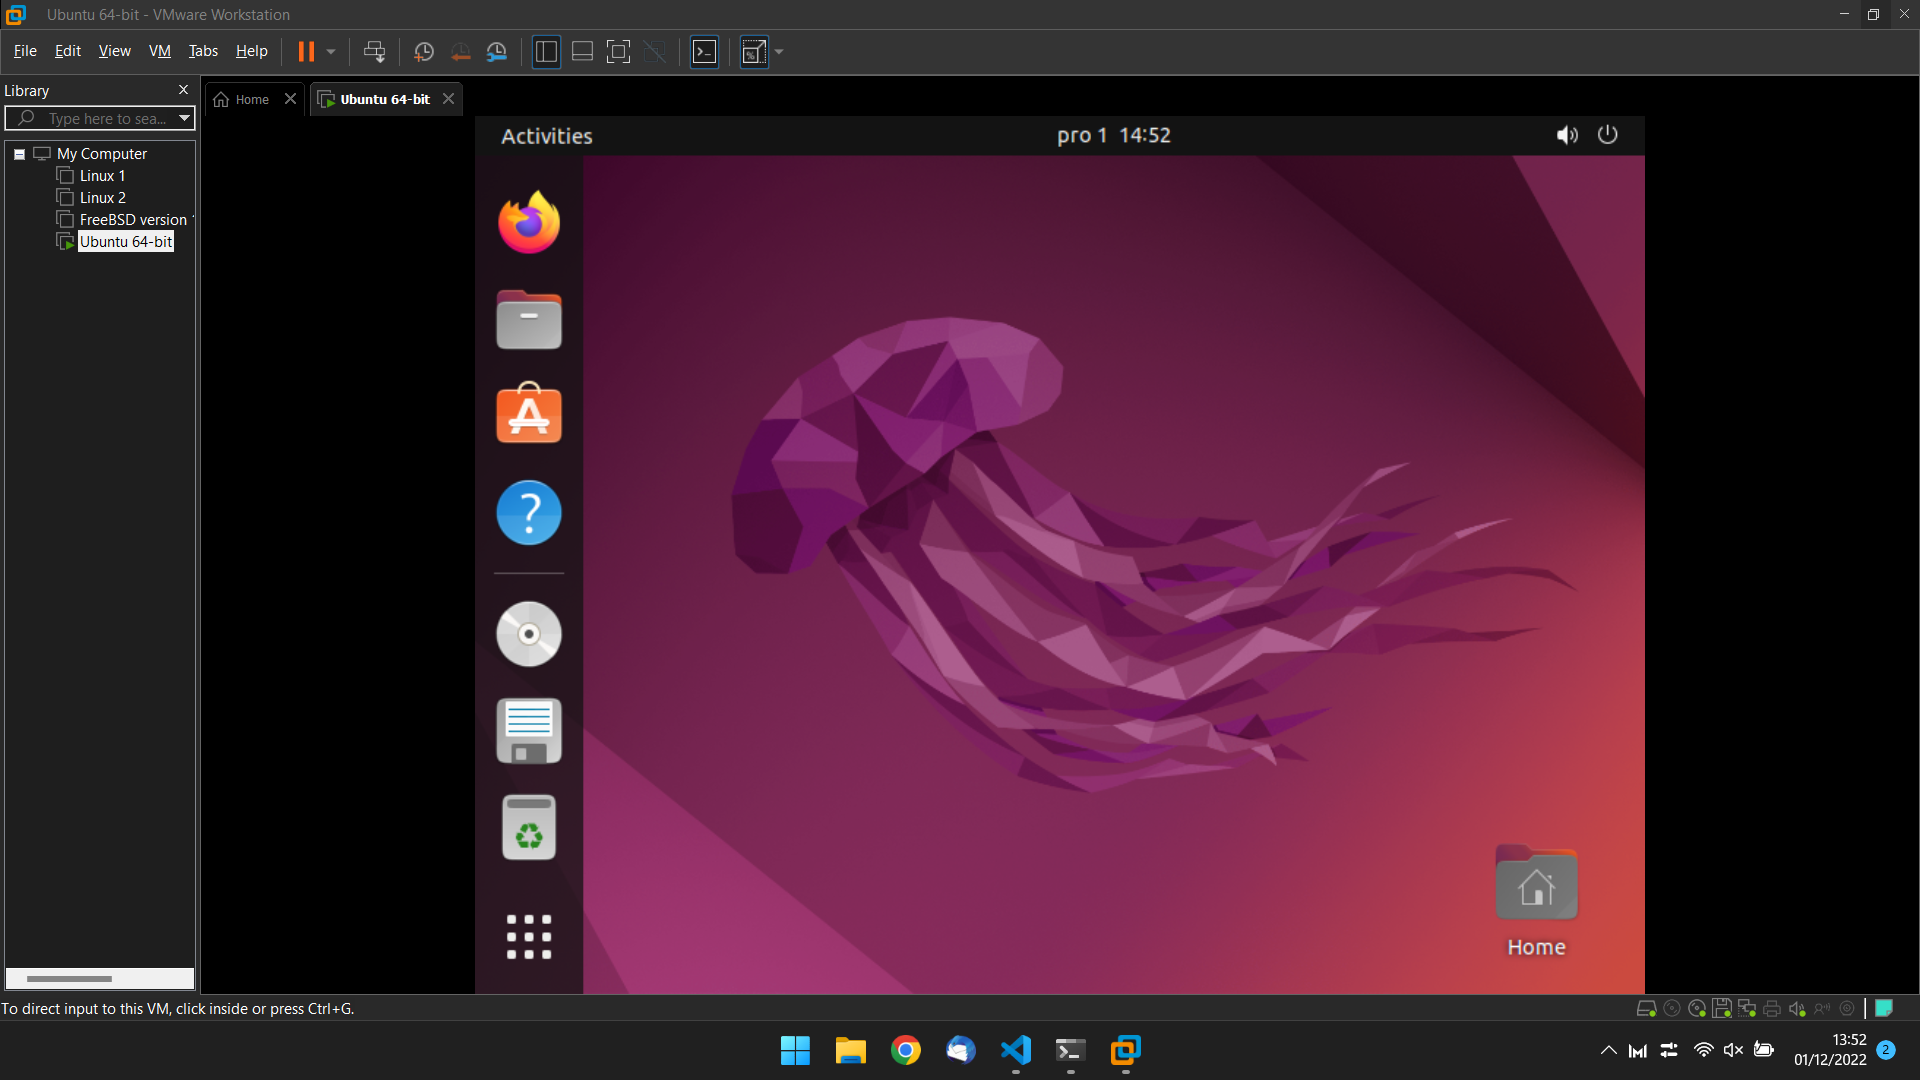 Ubuntu 64-bit - VMware Workstation
File Edit View VM Tabs Help
Library
Home
Ubuntu 64-bit
Type here to sea...
My Computer
Linux 1
Linux 2
FreeBSD version
Ubuntu 64-bit
Activities
pro 1 14:52
Home
To direct input to this VM, click inside or press Ctrl+G.
13:52
01/12/2022
2